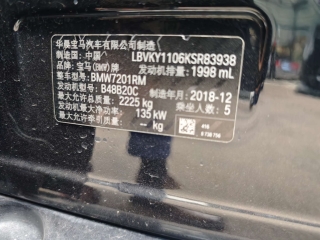 华晨宝马汽车有限公司制造
制造国: 中国 LBVKY1106KSR83938
品牌: 宝马(BMW)牌 发动机排量: 1998 mL
整车型号: BMW7201RM
发动机型号: B48B20C 制造年月: 2018-12
最大允许总质量: 2225 kg 乘坐人数: 5
发动机最大净功率: 135 kW
最大允许牵引质量: — kg